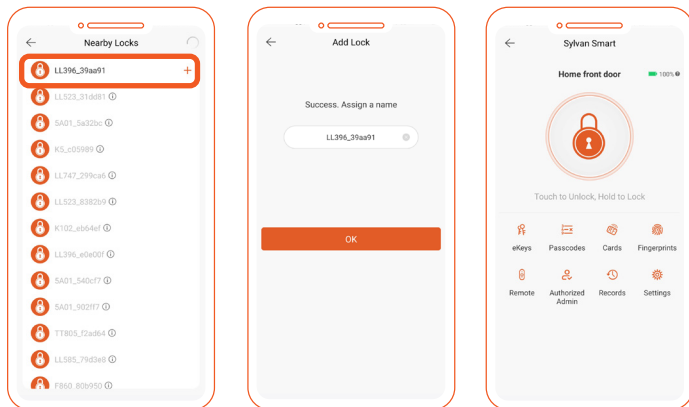 Nearby Locks
LL396_39aa91
LL523_31dd81
5A01_5a32bc
K5_c05989
LL747_299ca6
LL523_8382b9
K102_eb64ef
LL396_e0e00f
5A01_540cf7
5A01_902ff7
TT805_f2ad64
LL585_79d3e8
F860_80b950
Add Lock
Success. Assign a name
LL396_39aa91
OK
Sylvan Smart
Home front door
100%
Touch to Unlock, Hold to Lock
eKeys Passcodes Cards Fingerprints
Remote Authorized Admin Records Settings